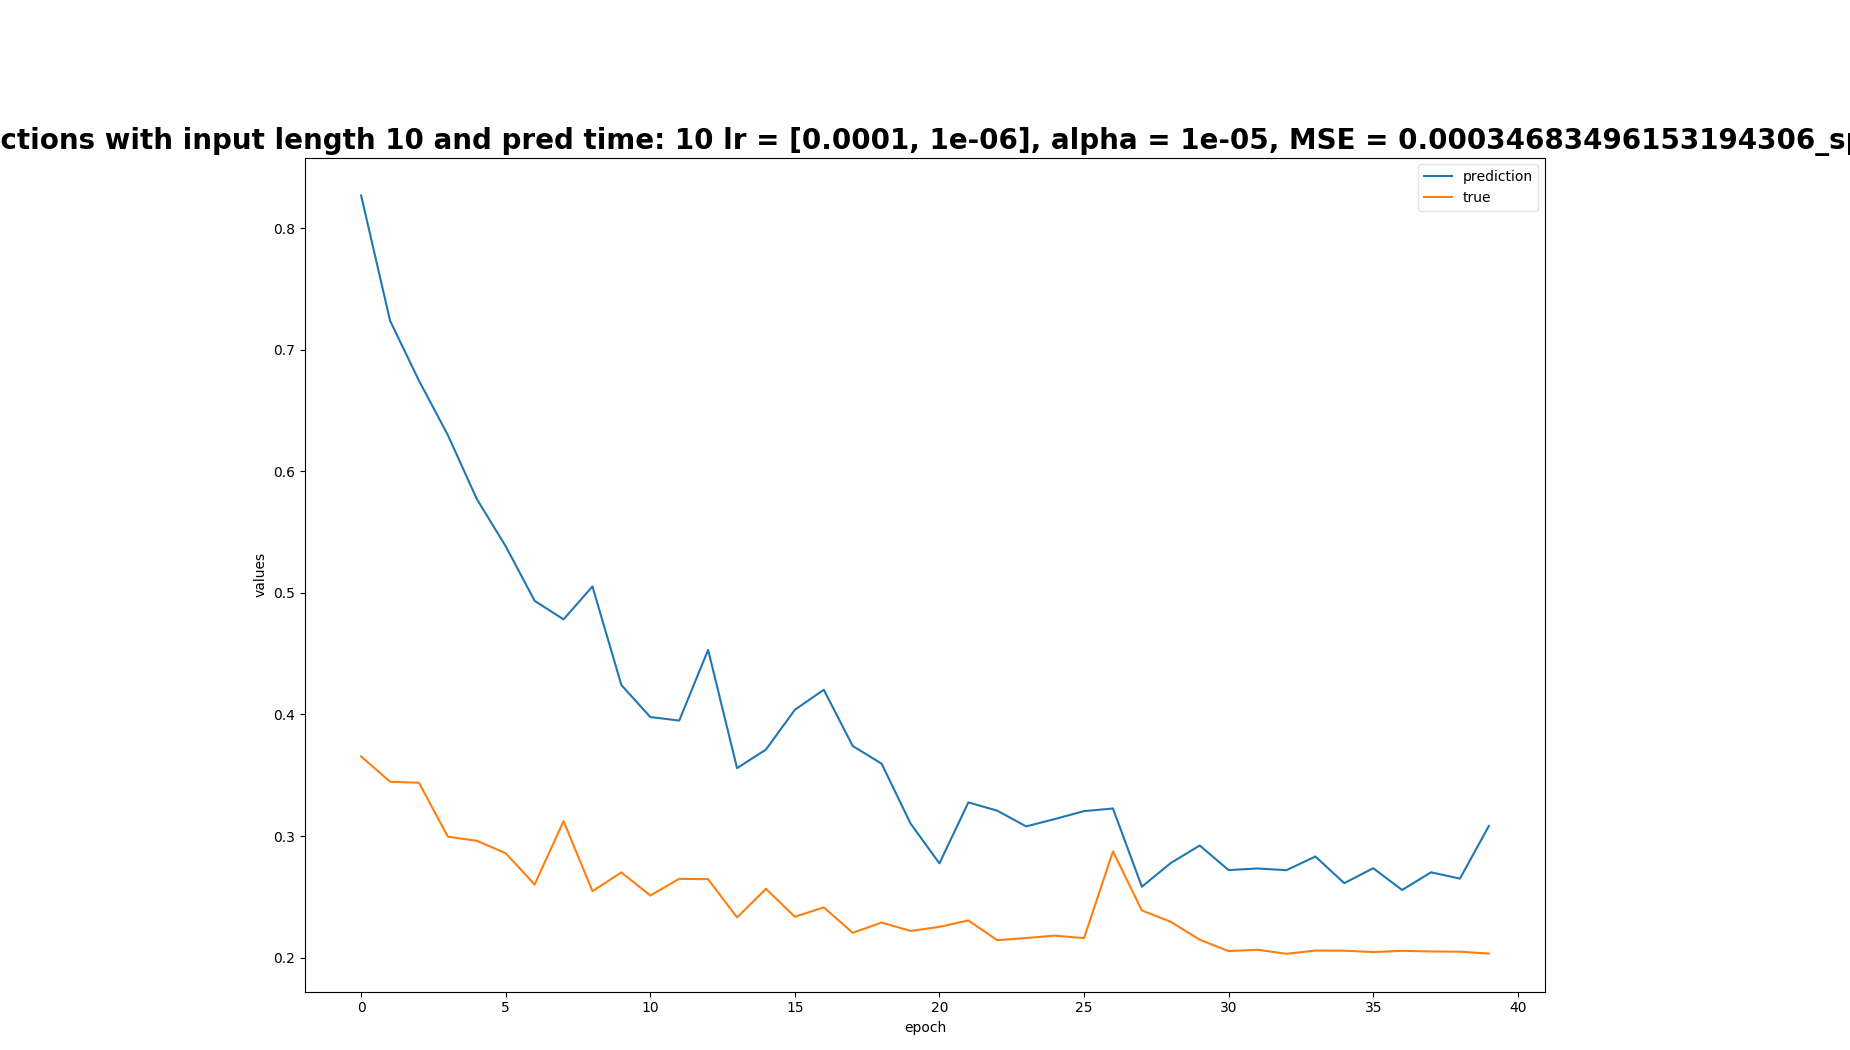 ctions with input length 10 and pred time: 10 lr = [0.0001, 1e-06], alpha = 1e-05, MSE = 0.00034683496153194306_sp
prediction
true
0.8
0.7
0.6
0.5
0.4
0.3
0.2
values
0 5 10 15 20 25 30 35 40
epoch